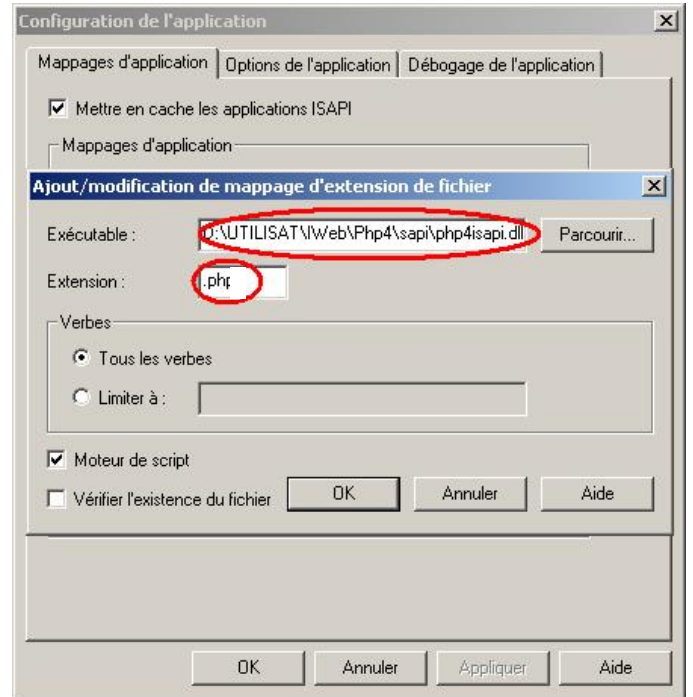 Configuration de l'application
Mappages d'application Options de l'application Débogage de l'application
Mettre en cache les applications ISAPI
Mappages d'application
Ajout/modification de mappage d'extension de fichier
Exécutable : D:\UTILISAT\IWeb\Php4\sapi\php4isapi.dll Parcourir...
Extension : .php
Verbes
Tous les verbes
Limiter à :
Moteur de script
Vérifier l'existence du fichier OK Annuler Aide
OK Annuler Appliquer Aide